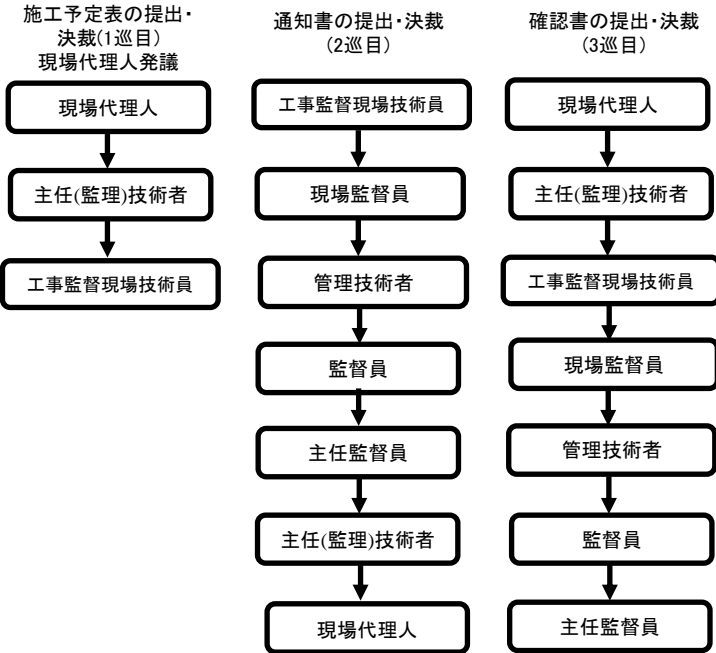 施工予定表の提出・
決裁(1巡目)
現場代理人発議
現場代理人
主任(監理)技術者
工事監督現場技術員
通知書の提出・決裁
(2巡目)
工事監督現場技術員
現場監督員
管理技術者
監督員
主任監督員
主任(監理)技術者
現場代理人
確認書の提出・決裁
(3巡目)
現場代理人
主任(監理)技術者
工事監督現場技術員
現場監督員
管理技術者
監督員
主任監督員